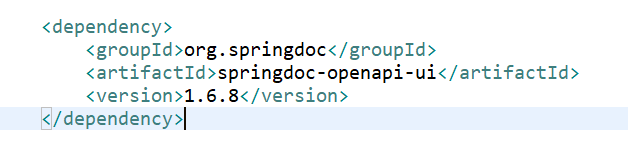 <dependency>
<groupId>org.springdoc</groupId>
<artifactId>springdoc-openapi-ui</artifactId>
<version>1.6.8</version>
</dependency>